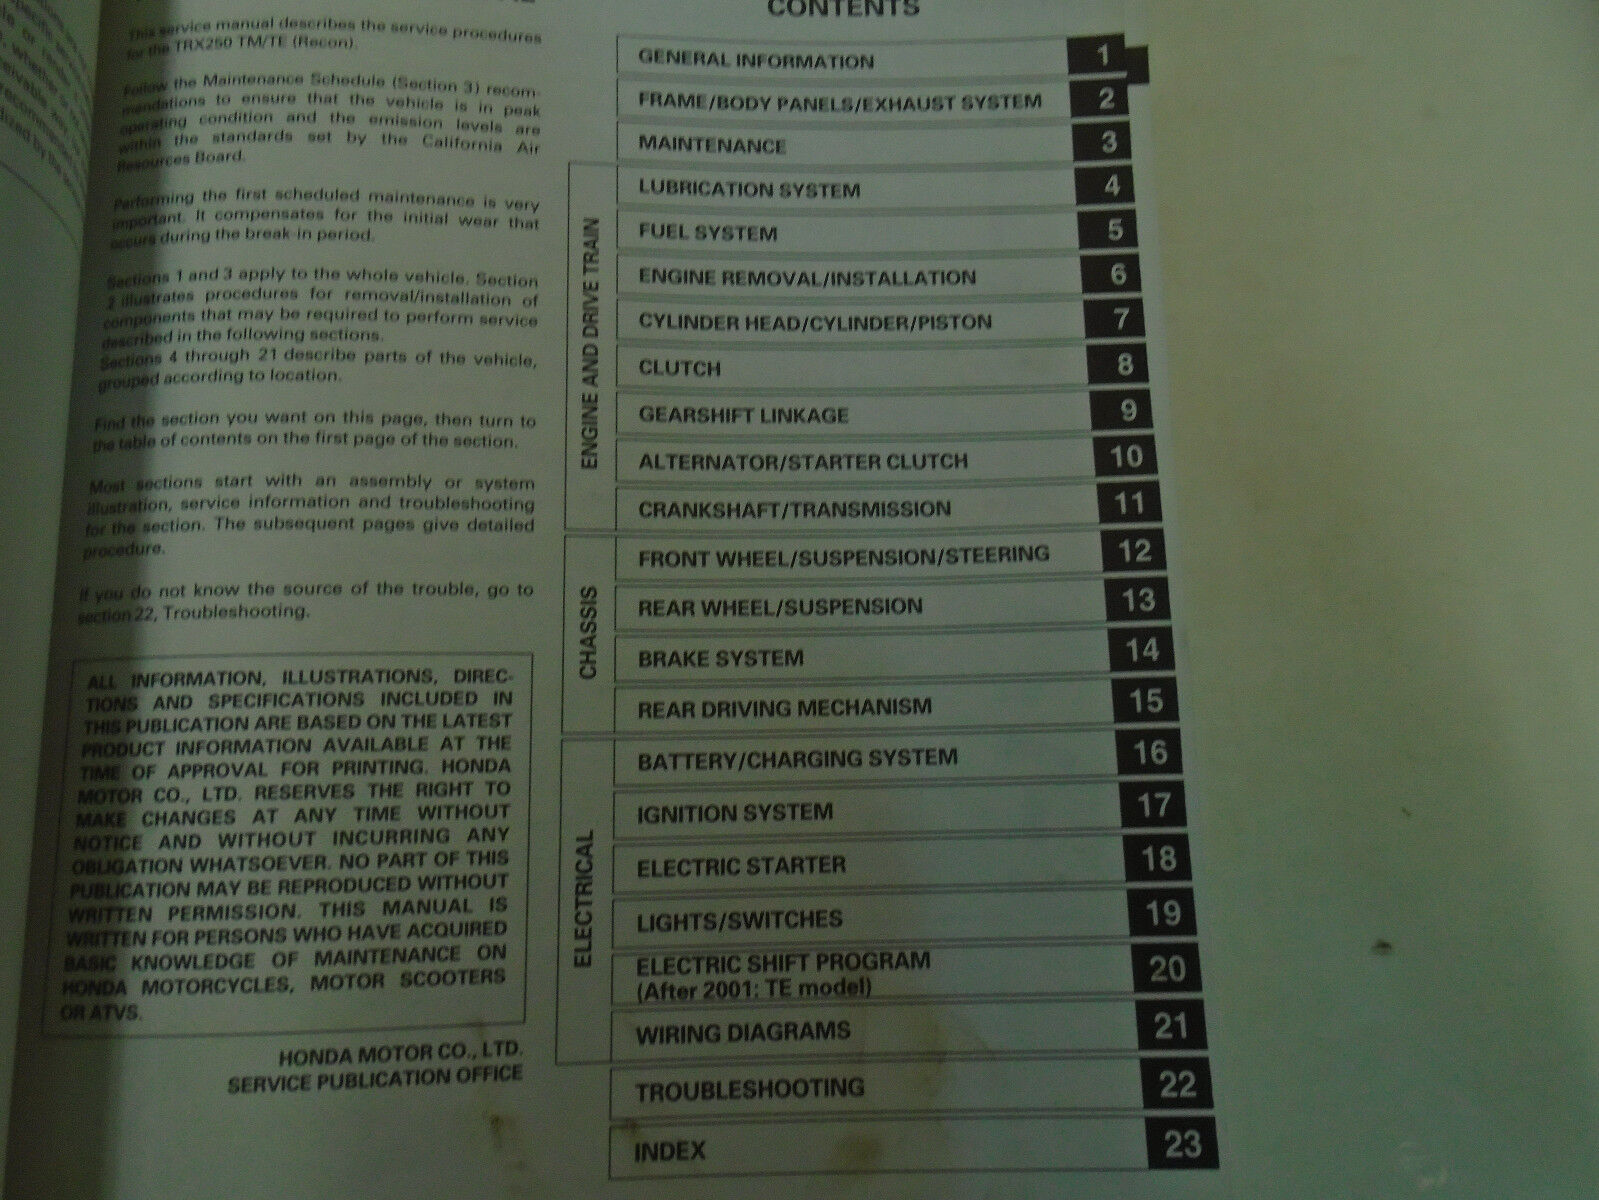 This service manual describes the service procedures
for the TRX250 TM/TE (Recon).
Follow the Maintenance Schedule (Section 3) recom-
mendations to ensure that the vehicle is in peak
operating condition and the emission levels are
within the standards set by the California Air
Resources Board.
Performing the first scheduled maintenance is very
important. It compensates for the initial wear that
occurs during the break-in period.
Sections 1 and 3 apply to the whole vehicle. Section
2 illustrates procedures for removal/installation of
components that may be required to perform service
described in the following sections.
Sections 4 through 21 describe parts of the vehicle,
grouped according to location.
Find the section you want on this page, then turn to
the table of contents on the first page of the section.
Most sections start with an assembly or system
illustration, service information and troubleshooting
for the section. The subsequent pages give detailed
procedure.
If you do not know the source of the trouble, go to
section 22, Troubleshooting.
ALL INFORMATION, ILLUSTRATIONS, DIREC-
TIONS AND SPECIFICATIONS INCLUDED IN
THIS PUBLICATION ARE BASED ON THE LATEST
PRODUCT INFORMATION AVAILABLE AT THE
TIME OF APPROVAL FOR PRINTING. HONDA
MOTOR CO., LTD. RESERVES THE RIGHT TO
MAKE CHANGES AT ANY TIME WITHOUT
NOTICE AND WITHOUT INCURRING ANY
OBLIGATION WHATSOEVER. NO PART OF THIS
PUBLICATION MAY BE REPRODUCED WITHOUT
WRITTEN PERMISSION. THIS MANUAL IS
WRITTEN FOR PERSONS WHO HAVE ACQUIRED
BASIC KNOWLEDGE OF MAINTENANCE ON
HONDA MOTORCYCLES, MOTOR SCOOTERS
OR ATVS.
HONDA MOTOR CO., LTD.
SERVICE PUBLICATION OFFICE
CONTENTS
GENERAL INFORMATION 1
FRAME/BODY PANELS/EXHAUST SYSTEM 2
MAINTENANCE 3
ENGINE AND DRIVE TRAIN
LUBRICATION SYSTEM 4
FUEL SYSTEM 5
ENGINE REMOVAL/INSTALLATION 6
CYLINDER HEAD/CYLINDER/PISTON 7
CLUTCH 8
GEARSHIFT LINKAGE 9
ALTERNATOR/STARTER CLUTCH 10
CRANKSHAFT/TRANSMISSION 11
CHASSIS
FRONT WHEEL/SUSPENSION/STEERING 12
REAR WHEEL/SUSPENSION 13
BRAKE SYSTEM 14
REAR DRIVING MECHANISM 15
ELECTRICAL
BATTERY/CHARGING SYSTEM 16
IGNITION SYSTEM 17
ELECTRIC STARTER 18
LIGHTS/SWITCHES 19
ELECTRIC SHIFT PROGRAM 20
(After 2001: TE model)
WIRING DIAGRAMS 21
TROUBLESHOOTING 22
INDEX 23